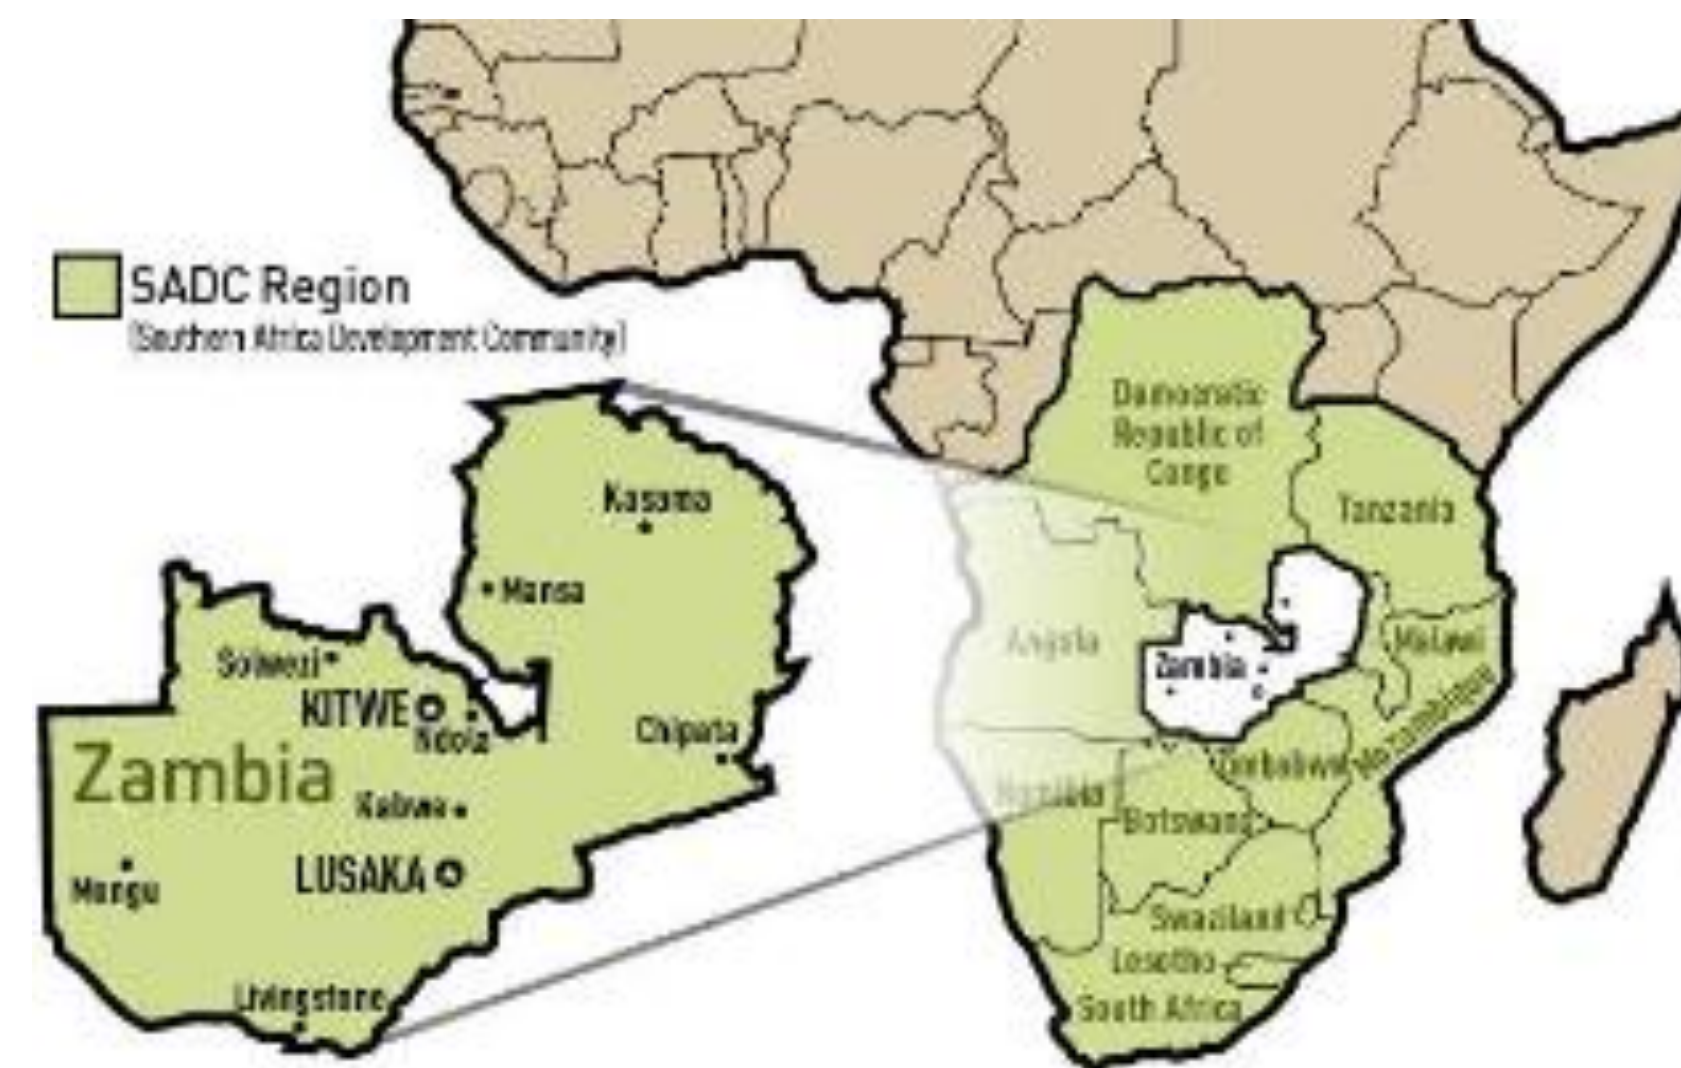 SADC Region
(Southern Africa Development Community)
Kasama
Mansa
Solwezi
KITWE
Ndola
Chipata
Zambia
Kabwe
LUSAKA
Mongu
Livingstone
Democratic
Republic of
Congo
Tanzania
Angola
Zambia
Malawi
Mozambique
Zimbabwe
Namibia
Botswana
Swaziland
Lesotho
South Africa